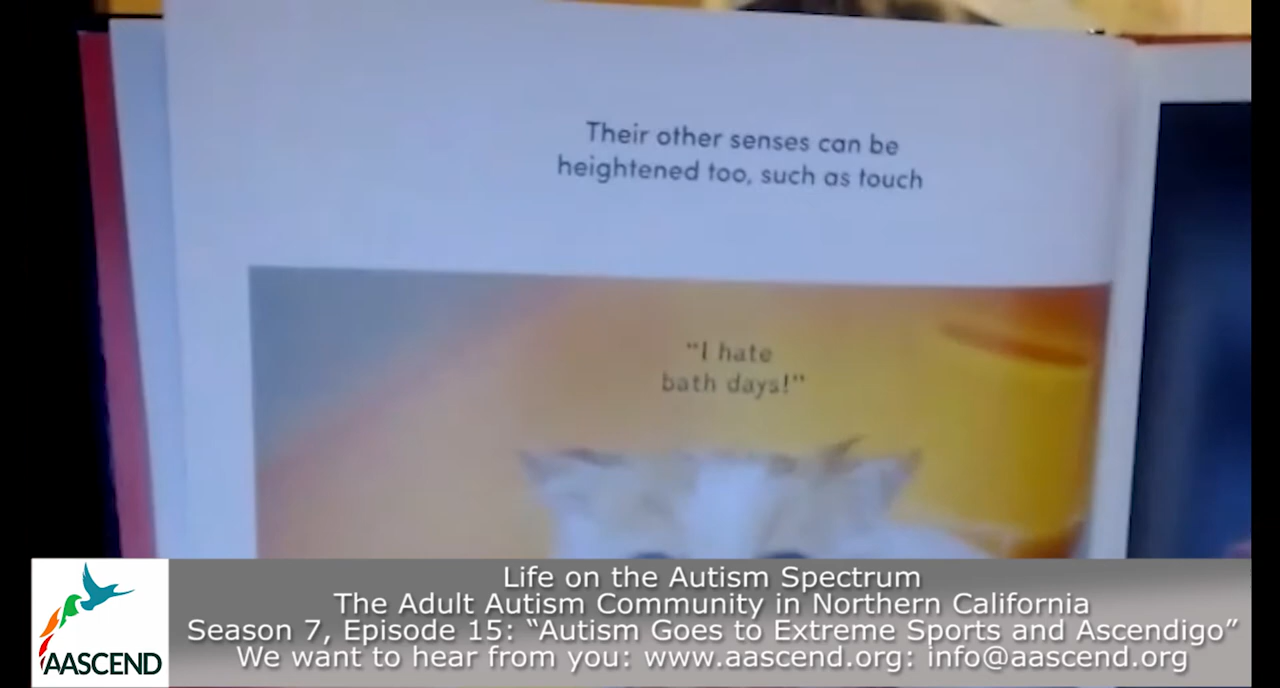 Their other senses can be
heightened too, such as touch
"I hate
bath days!"
Life on the Autism Spectrum
The Adult Autism Community in Northern California
Season 7, Episode 15: “Autism Goes to Extreme Sports and Ascendigo”
We want to hear from you: www.aascend.org: info@aascend.org
AASCEND